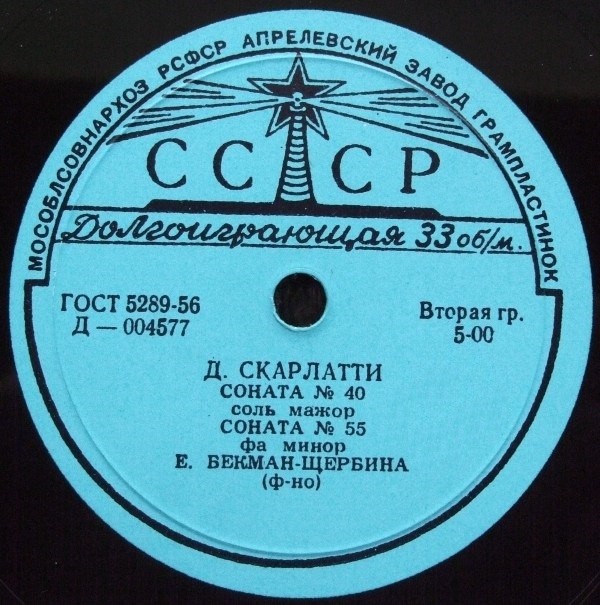 МОСОБЛСОВНАРХОЗ РСФСР АПРЕЛЕВСКИЙ ЗАВОД ГРАМПЛАСТИНОК
СССР
Долгоиграющая 33 об/м.
ГОСТ 5289-56
Д — 004577
Вторая гр.
5-00
Д. СКАРЛАТТИ
СОНАТА № 40
соль мажор
СОНАТА № 55
фа минор
Е. БЕКМАН-ЩЕРБИНА
(ф-но)